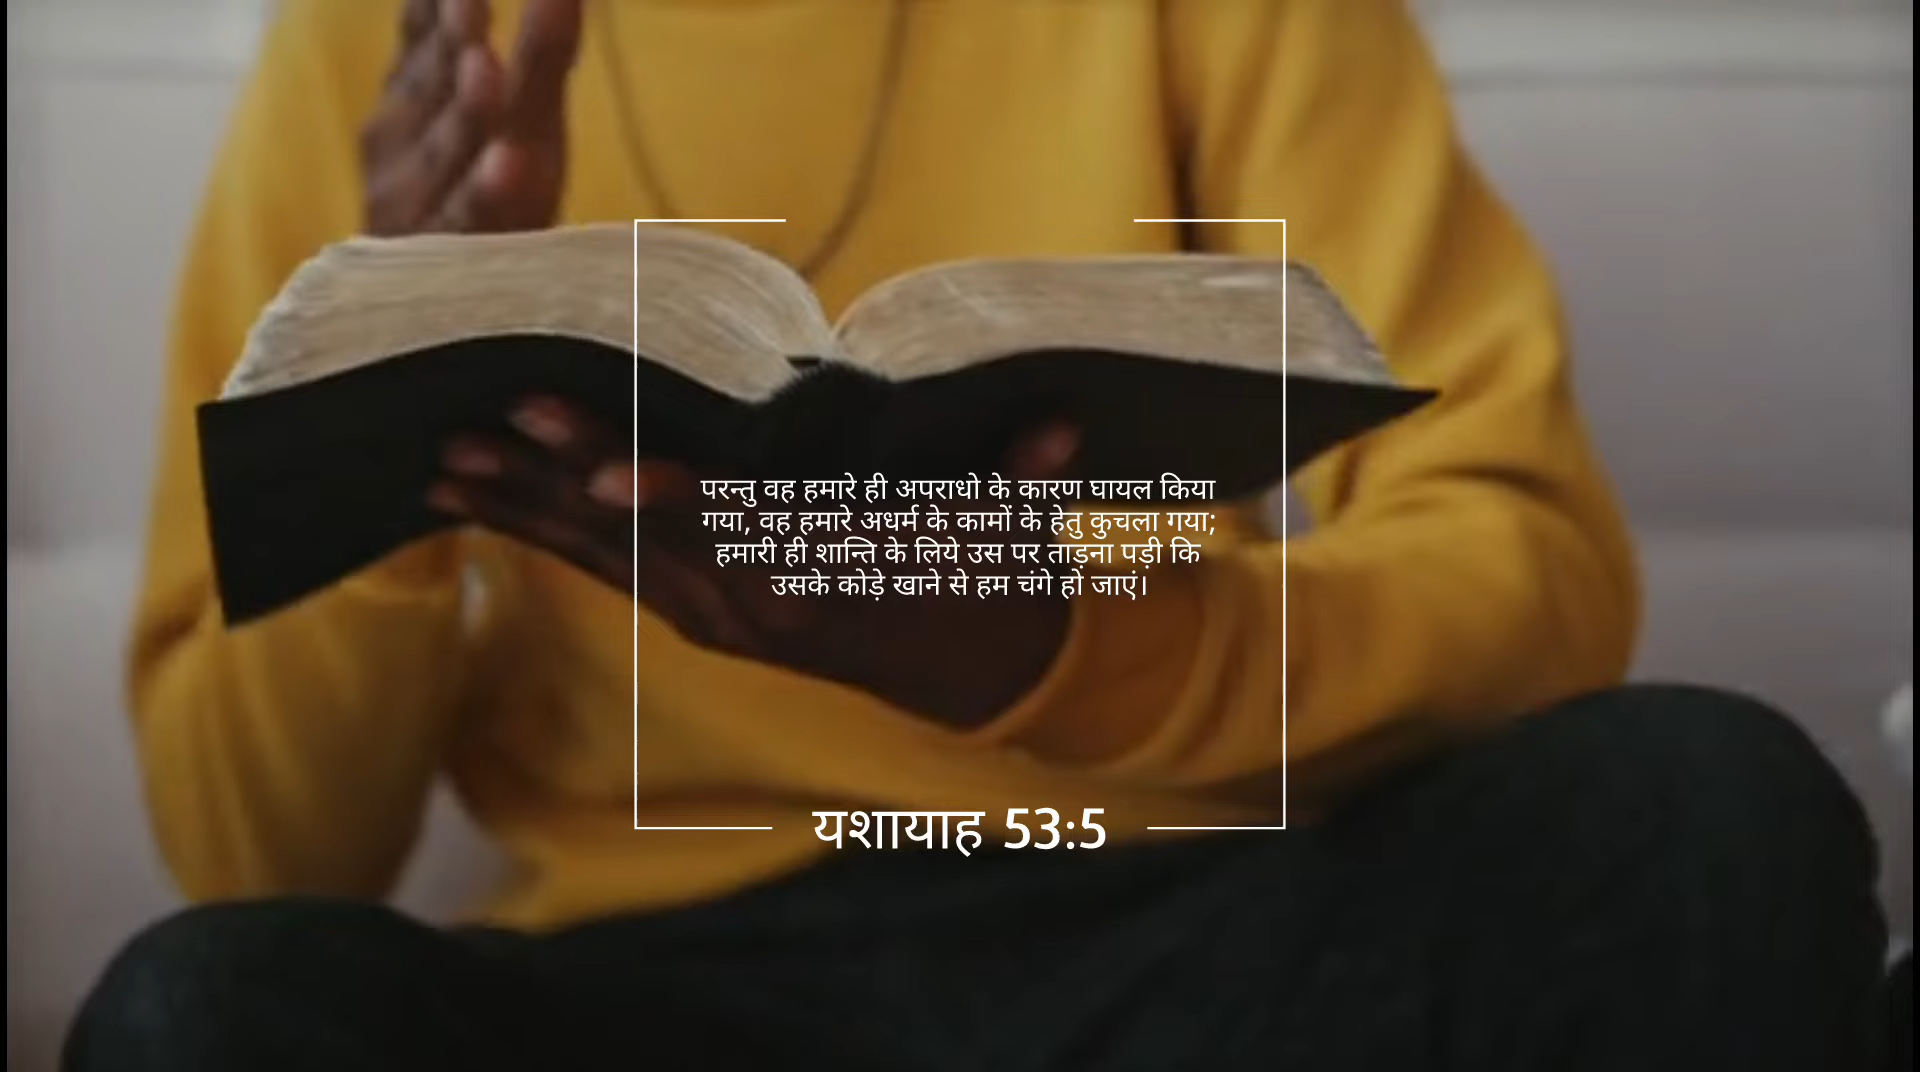 परन्तु वह हमारे ही अपराधो के कारण घायल किया
गया, वह हमारे अधर्म के कामों के हेतु कुचला गया;
हमारी ही शान्ति के लिये उस पर ताड़ना पड़ी कि
उसके कोड़े खाने से हम चंगे हो जाएं।
यशायाह 53:5